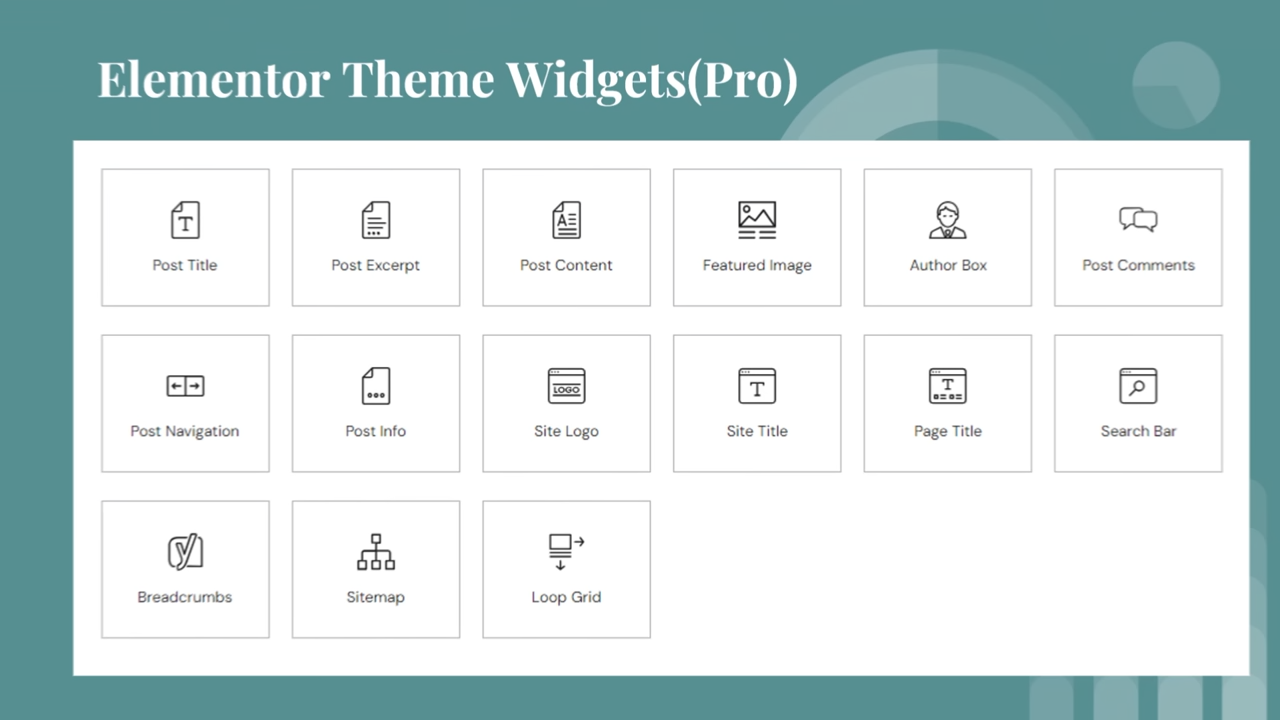 Elementor Theme Widgets(Pro)
Post Title
Post Excerpt
Post Content
Featured Image
Author Box
Post Comments
Post Navigation
Post Info
LOGO
Site Logo
Site Title
Page Title
Search Bar
Breadcrumbs
Sitemap
Loop Grid